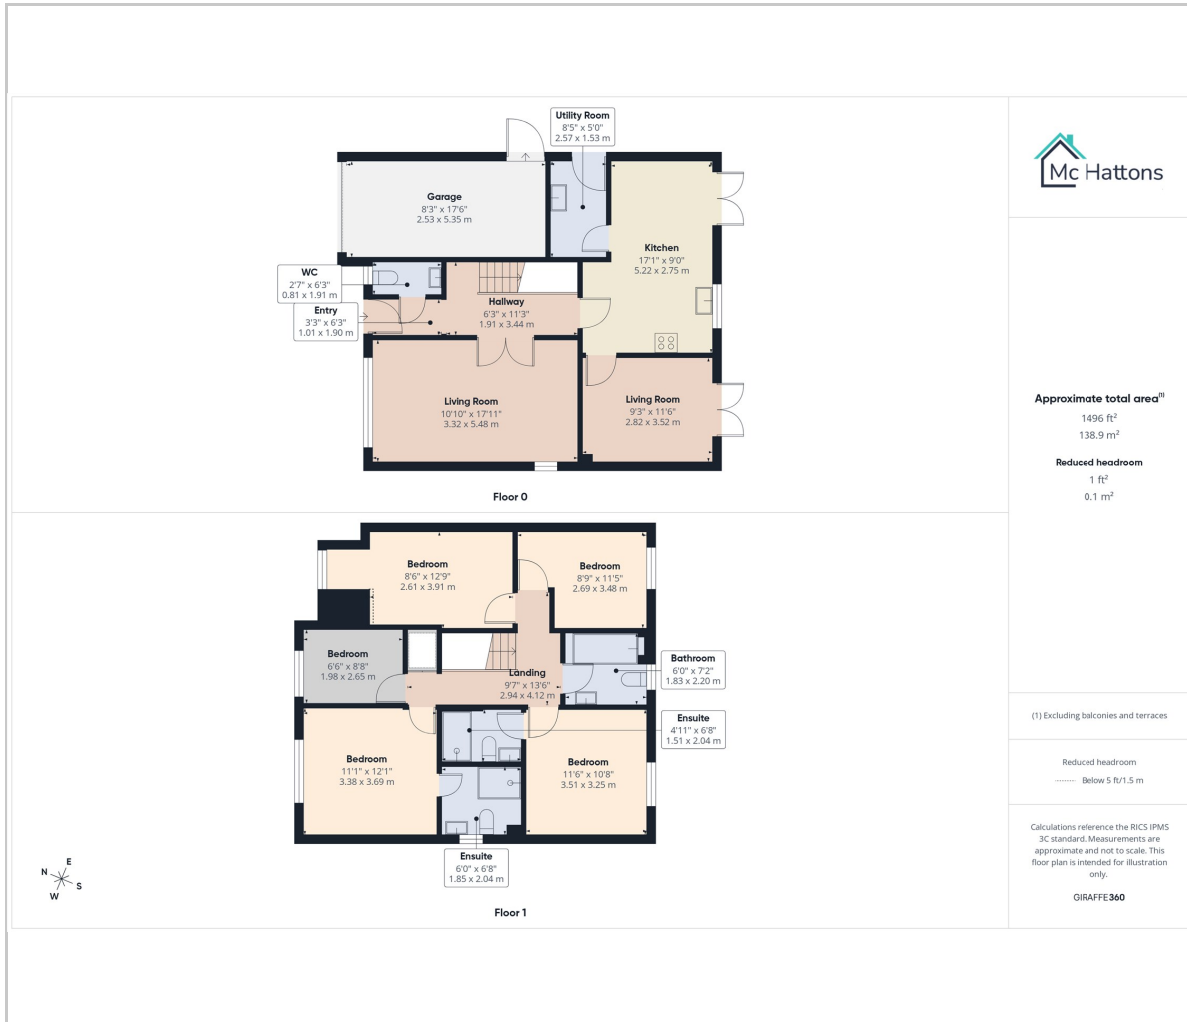 Utility Room
8'5" x 5'0"
2.57 x 1.53 m
Garage
8'3" x 17'6"
2.53 x 5.35 m
Kitchen
17'1" x 9'0"
5.22 x 2.75 m
WC
2'7" x 6'3"
0.81 x 1.91 m
Entry
3'3" x 6'3"
1.01 x 1.90 m
Hallway
6'3" x 11'3"
1.91 x 3.44 m
Living Room
10'10" x 17'11"
3.32 x 5.48 m
Living Room
9'3" x 11'6"
2.82 x 3.52 m
Floor 0
Bedroom
8'6" x 12'9"
2.61 x 3.91 m
Bedroom
8'9" x 11'5"
2.69 x 3.48 m
Bedroom
6'6" x 8'8"
1.98 x 2.65 m
Landing
9'7" x 13'6"
2.94 x 4.12 m
Bathroom
6'0" x 7'2"
1.83 x 2.20 m
Ensuite
4'11" x 6'8"
1.51 x 2.04 m
Bedroom
11'1" x 12'1"
3.38 x 3.69 m
Bedroom
11'6" x 10'8"
3.51 x 3.25 m
Ensuite
6'0" x 6'8"
1.85 x 2.04 m
N
E
S
W
Floor 1
Mc Hattons
Approximate total area(1)
1496 ft²
138.9 m²
Reduced headroom
1 ft²
0.1 m²
(1) Excluding balconies and terraces
Reduced headroom
Below 5 ft/1.5 m
Calculations reference the RICS IPMS
3C standard. Measurements are
approximate and not to scale. This
floor plan is intended for illustration
only.
GIRAFFE360